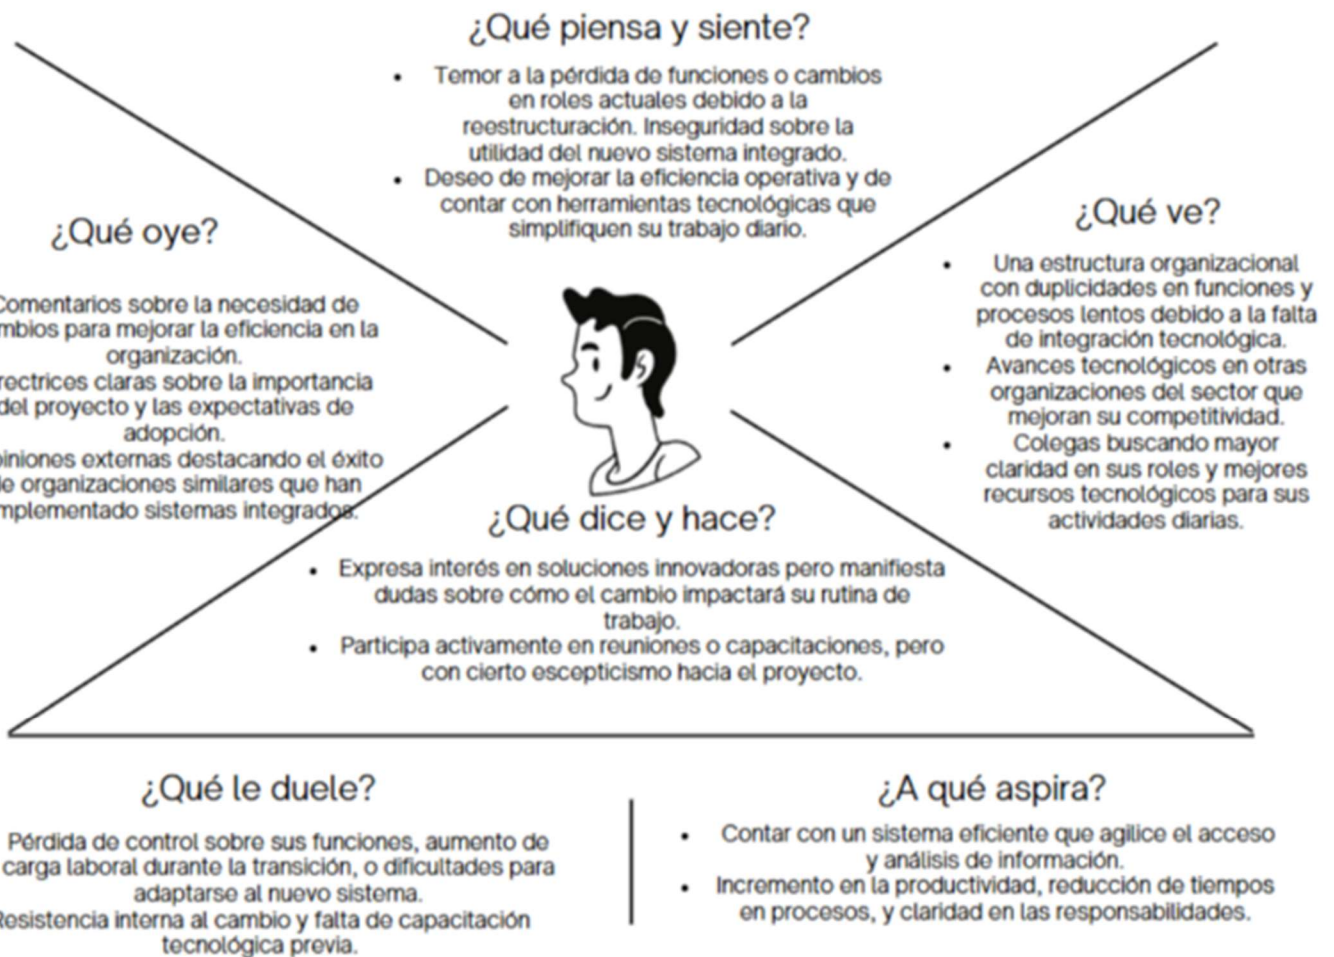 ¿Qué piensa y siente?
• Temor a la pérdida de funciones o cambios
en roles actuales debido a la
reestructuración. Inseguridad sobre la
utilidad del nuevo sistema integrado.
• Deseo de mejorar la eficiencia operativa y de
contar con herramientas tecnológicas que
simplifiquen su trabajo diario.
¿Qué oye?
Comentarios sobre la necesidad de
mbios para mejorar la eficiencia en la
organización.
rectrices claras sobre la importancia
del proyecto y las expectativas de
adopción.
iniones externas destacando el éxito
de organizaciones similares que han
mplementado sistemas integrados.
¿Qué ve?
• Una estructura organizacional
con duplicidades en funciones y
procesos lentos debido a la falta
de integración tecnológica.
• Avances tecnológicos en otras
organizaciones del sector que
mejoran su competitividad.
• Colegas buscando mayor
claridad en sus roles y mejores
recursos tecnológicos para sus
actividades diarias.
¿Qué dice y hace?
• Expresa interés en soluciones innovadoras pero manifiesta
dudas sobre cómo el cambio impactará su rutina de
trabajo.
• Participa activamente en reuniones o capacitaciones, pero
con cierto escepticismo hacia el proyecto.
¿Qué le duele?
Pérdida de control sobre sus funciones, aumento de
carga laboral durante la transición, o dificultades para
adaptarse al nuevo sistema.
Resistencia interna al cambio y falta de capacitación
tecnológica previa.
¿A qué aspira?
• Contar con un sistema eficiente que agilice el acceso
y análisis de información.
• Incremento en la productividad, reducción de tiempos
en procesos, y claridad en las responsabilidades.